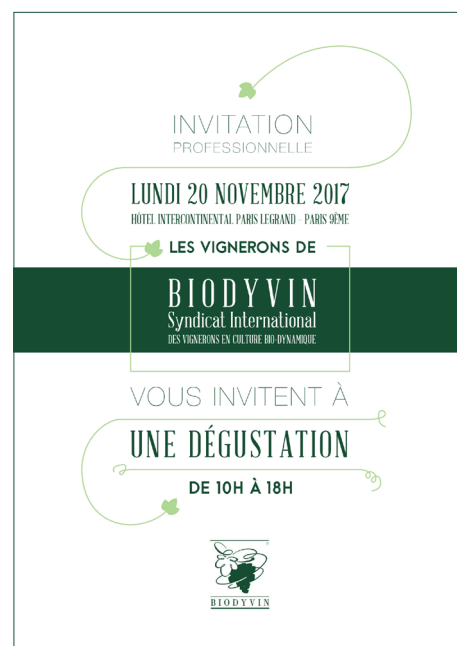 INVITATION
PROFESSIONNELLE
LUNDI 20 NOVEMBRE 2017
HÔTEL INTERCONTINENTAL PARIS LEGRAND - PARIS 9ÈME
LES VIGNERONS DE
BIODYVIN
Syndicat International
DES VIGNERONS EN CULTURE BIO-DYNAMIQUE
VOUS INVITENT À
UNE DÉGUSTATION
DE 10H À 18H
BIODYVIN